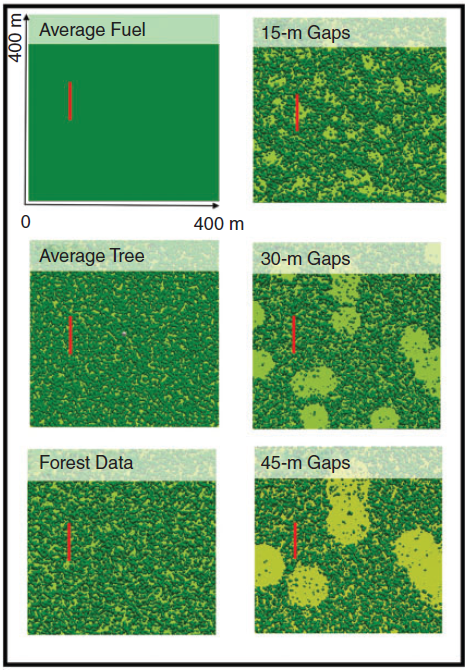 400 m
Average Fuel
15-m Gaps
0
400 m
Average Tree
30-m Gaps
Forest Data
45-m Gaps